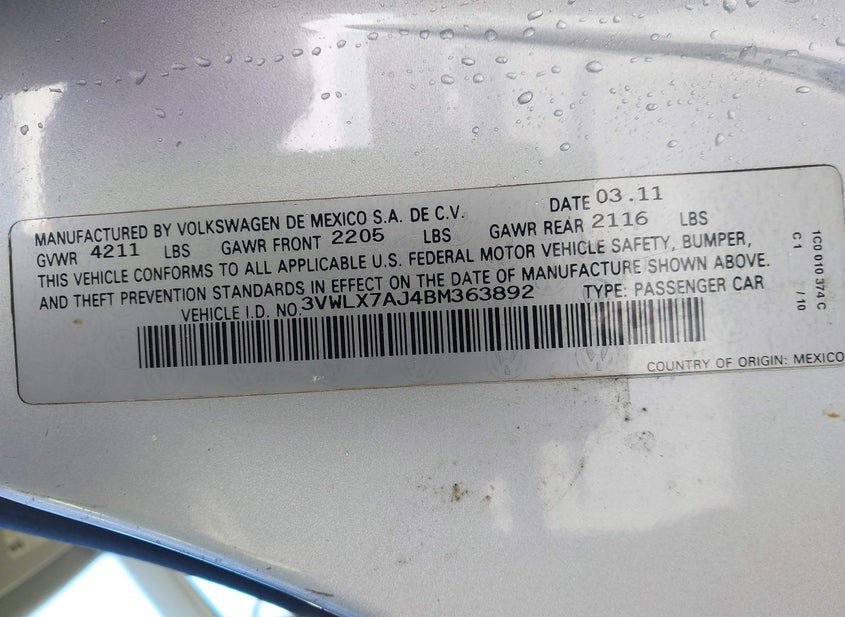 MANUFACTURED BY VOLKSWAGEN DE MEXICO S.A. DE C.V. DATE 03.11
GVWR 4211 LBS GAWR FRONT 2205 LBS GAWR REAR 2116 LBS
THIS VEHICLE CONFORMS TO ALL APPLICABLE U.S. FEDERAL MOTOR VEHICLE SAFETY, BUMPER,
AND THEFT PREVENTION STANDARDS IN EFFECT ON THE DATE OF MANUFACTURE SHOWN ABOVE.
VEHICLE I.D. NO. 3VWLX7AJ4BM363892 TYPE: PASSENGER CAR
COUNTRY OF ORIGIN: MEXICO
1C0 010 374 C
C 1 / 10